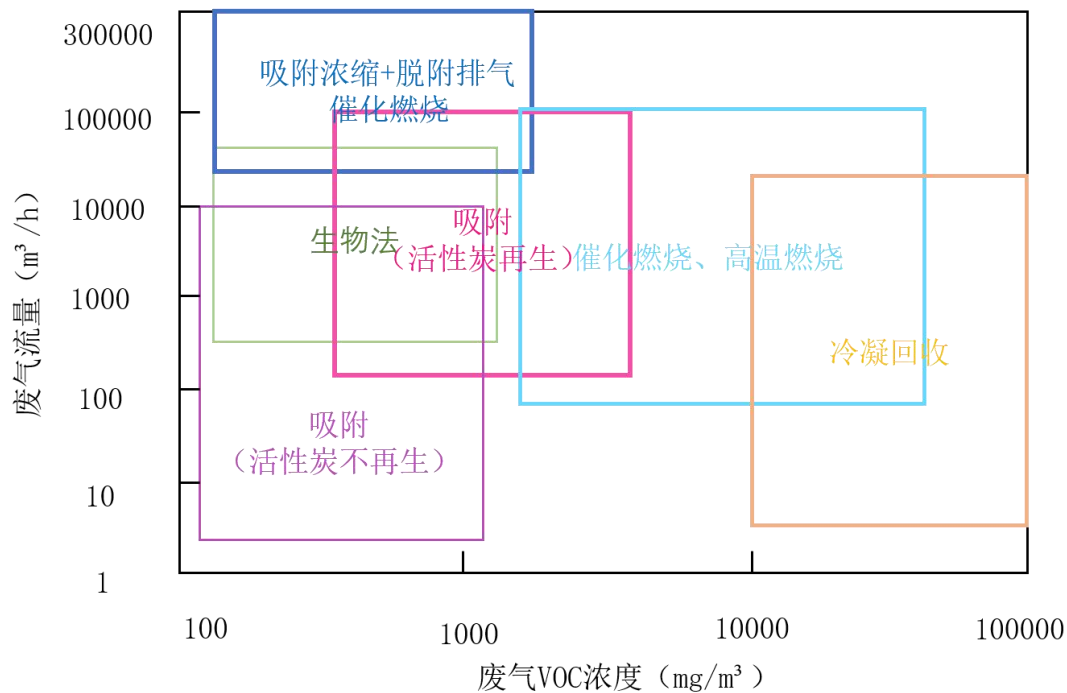 300000
吸附浓缩+脱附排气
催化燃烧
100000
10000
吸附
生物法
（活性炭再生）
催化燃烧、高温燃烧
1000
冷凝回收
100
吸附
（活性炭不再生）
10
1
废气流量（m³/h）
100
1000
10000
100000
废气VOC浓度（mg/m³）